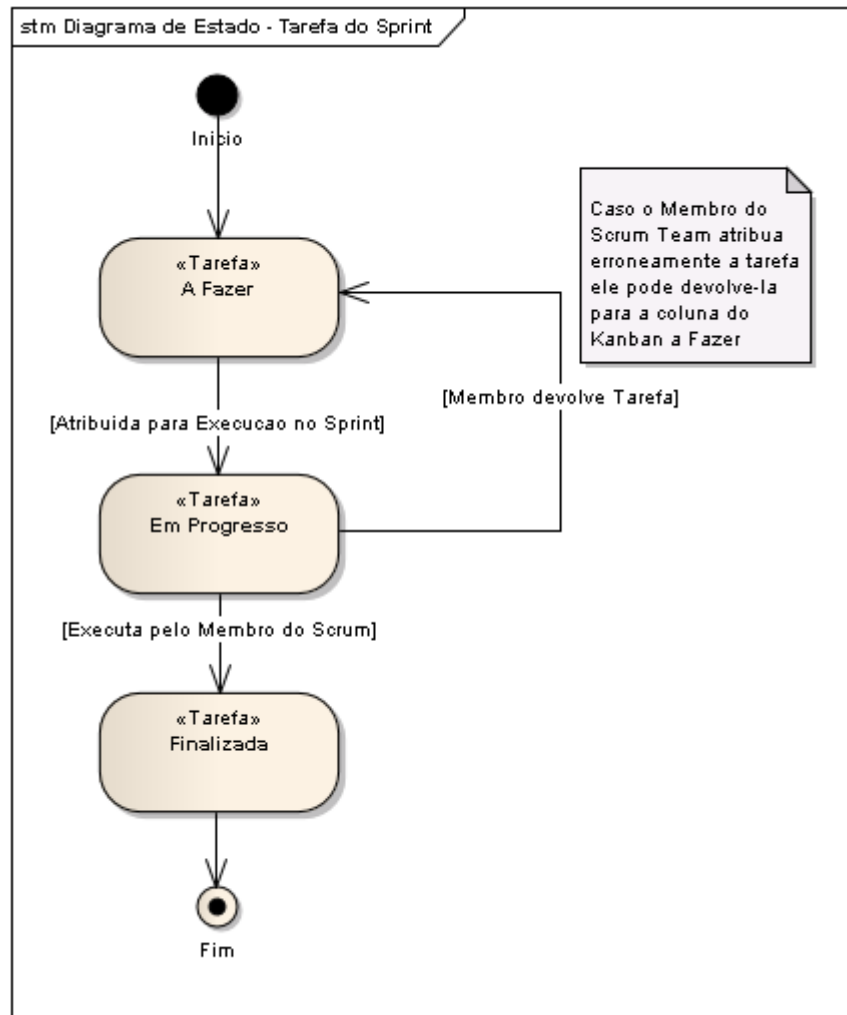 stm Diagrama de Estado - Tarefa do Sprint
Inicio
«Tarefa»
A Fazer
Caso o Membro do
Scrum Team atribua
erroneamente a tarefa
ele pode devolve-la
para a coluna do
Kanban a Fazer
[Membro devolve Tarefa]
[Atribuida para Execucao no Sprint]
«Tarefa»
Em Progresso
[Executa pelo Membro do Scrum]
«Tarefa»
Finalizada
Fim